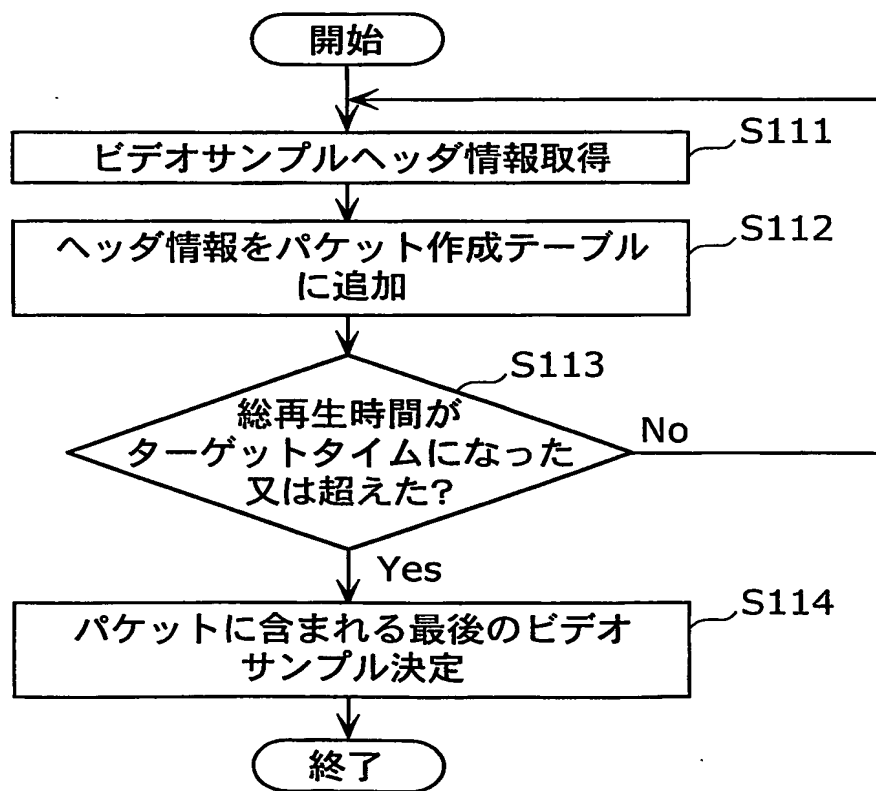 開始
ビデオサンプルヘッダ情報取得
S111
ヘッダ情報をパケット作成テーブル
に追加
S112
総再生時間が
ターゲットタイムになった
又は超えた?
S113
No
Yes
パケットに含まれる最後のビデオ
サンプル決定
S114
終了